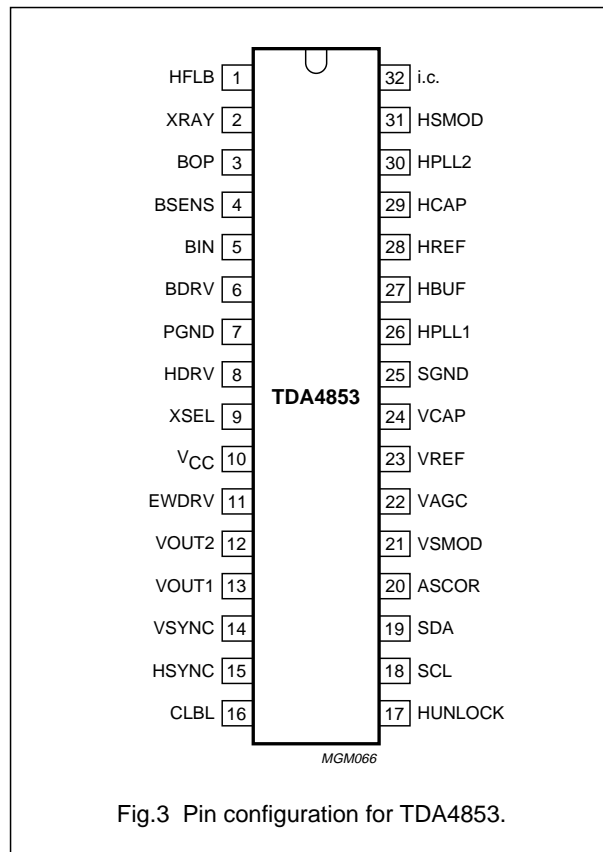 HFLB 1 32 i.c.
XRAY 2 31 HSMOD
BOP 3 30 HPLL2
BSENS 4 29 HCAP
BIN 5 28 HREF
BDRV 6 27 HBUF
PGND 7 26 HPLL1
HDRV 8 25 SGND
TDA4853
XSEL 9 24 VCAP
VCC 10 23 VREF
EWDRV 11 22 VAGC
VOUT2 12 21 VSMOD
VOUT1 13 20 ASCOR
VSYNC 14 19 SDA
HSYNC 15 18 SCL
CLBL 16 17 HUNLOCK
MGM066
Fig.3 Pin configuration for TDA4853.